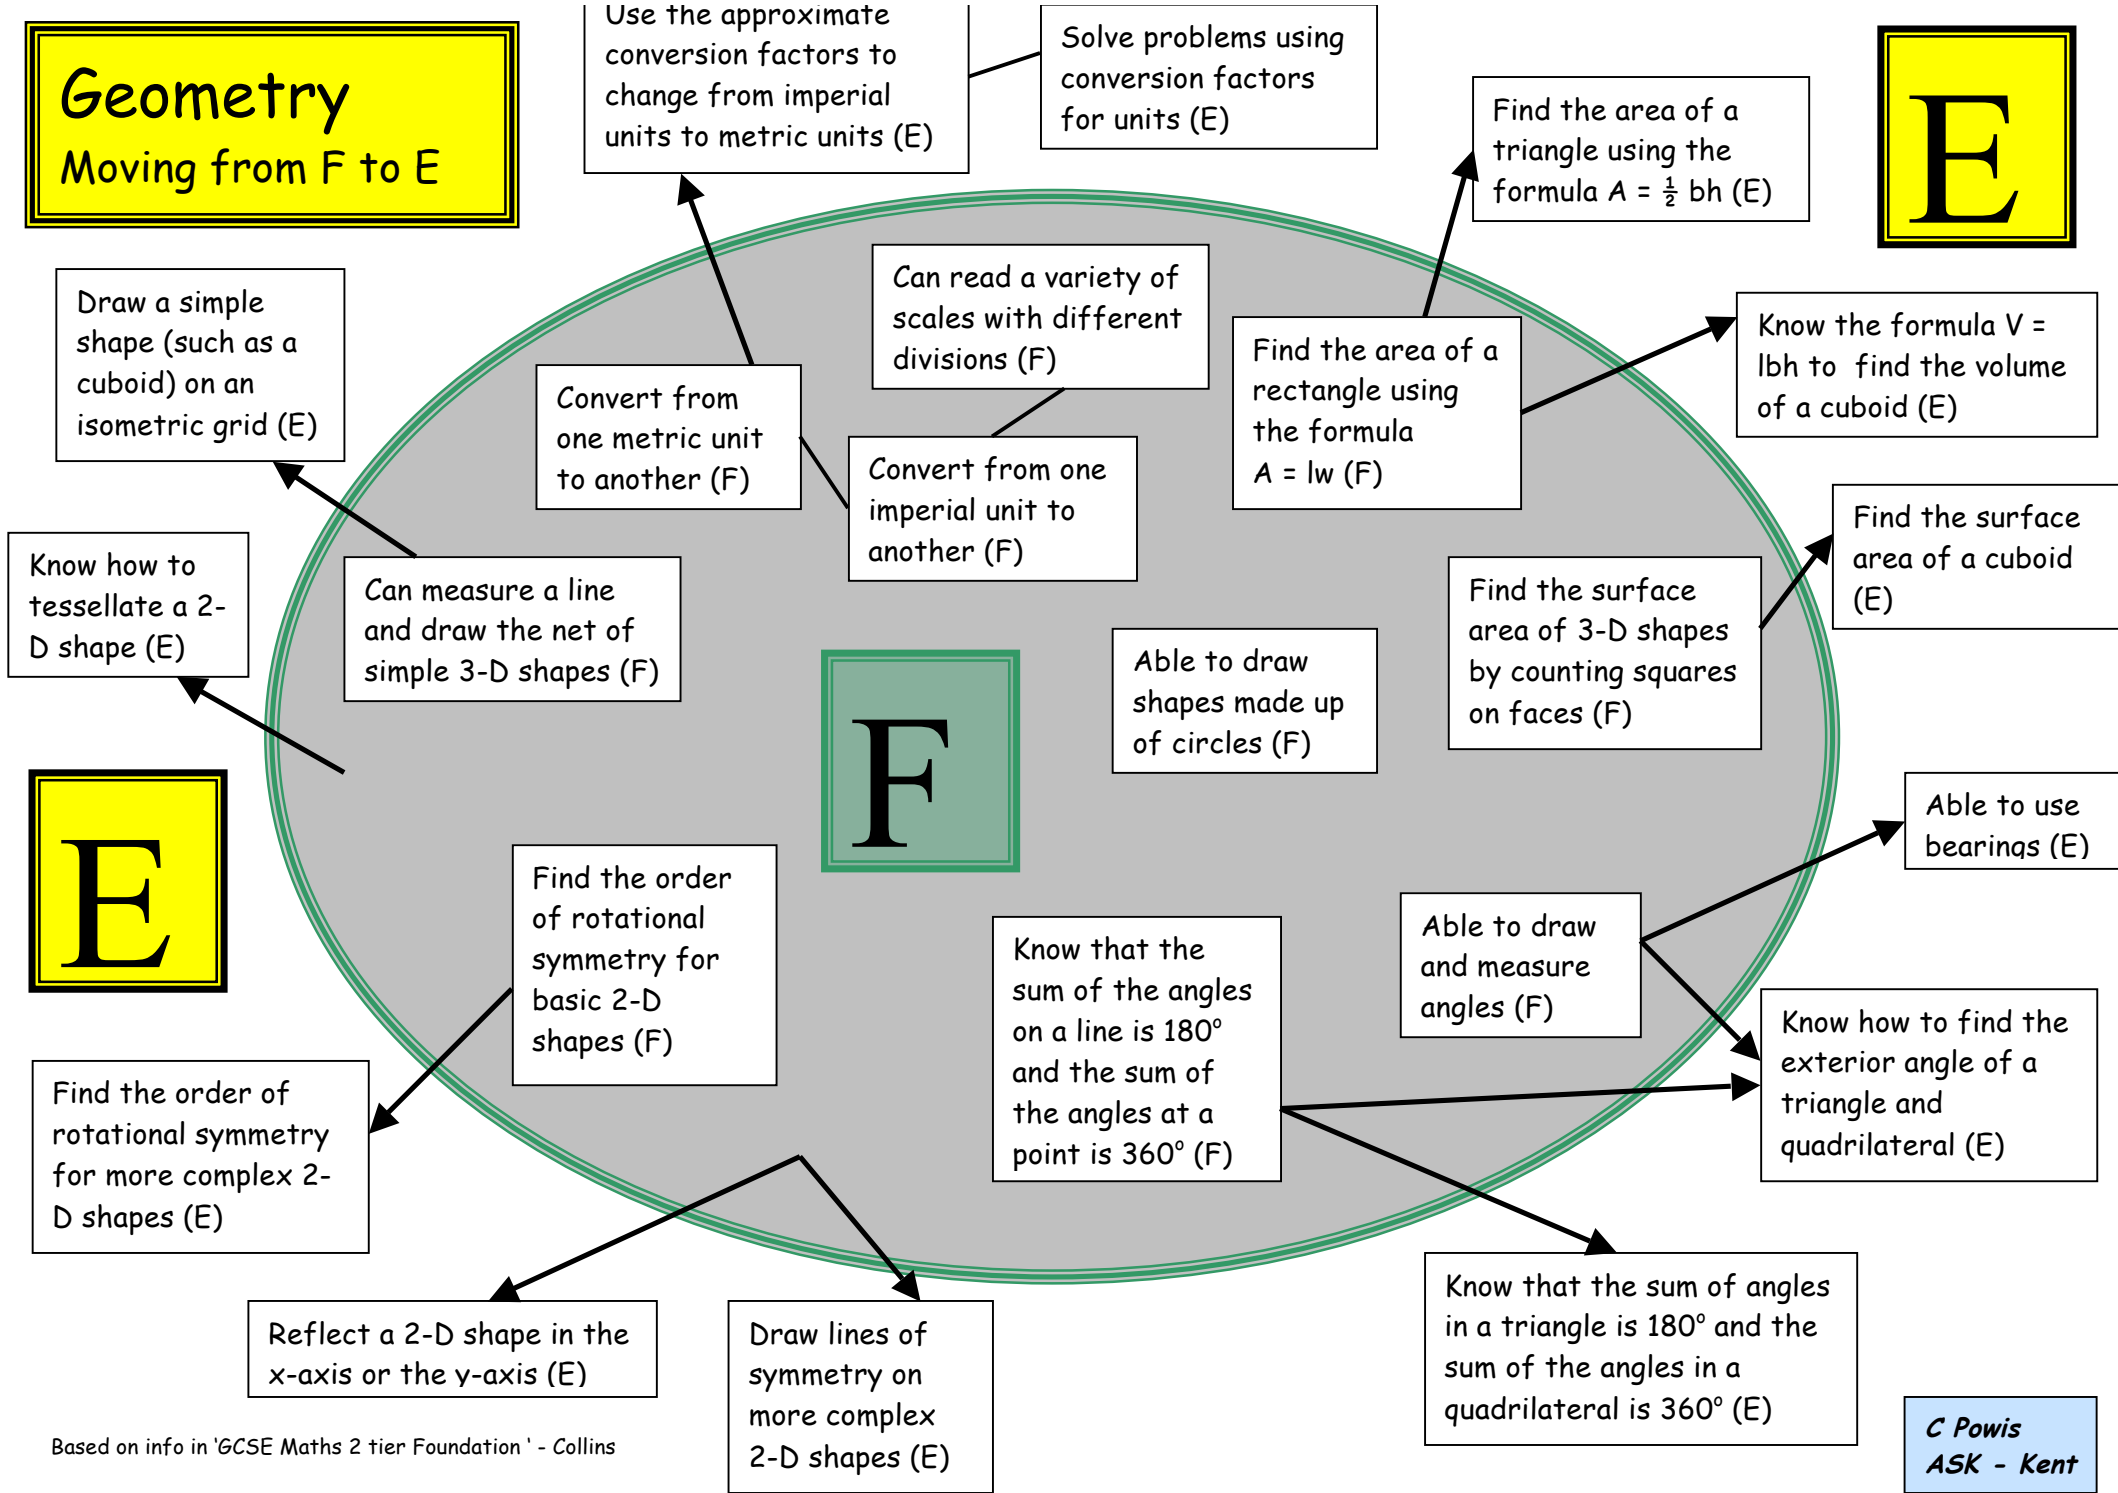 Geometry
Moving from F to E
Use the approximate
conversion factors to
change from imperial
units to metric units (E)
Solve problems using
conversion factors
for units (E)
Find the area of a
triangle using the
formula A = ½ bh (E)
E
Draw a simple
shape (such as a
cuboid) on an
isometric grid (E)
Can read a variety of
scales with different
divisions (F)
Know the formula V =
lbh to  find the volume
of a cuboid (E)
Convert from
one metric unit
to another (F)
Find the area of a
rectangle using
the formula
A = lw (F)
Convert from one
imperial unit to
another (F)
Find the surface
area of a cuboid
(E)
Know how to
tessellate a 2-
D shape (E)
Can measure a line
and draw the net of
simple 3-D shapes (F)
Find the surface
area of 3-D shapes
by counting squares
on faces (F)
Able to draw
shapes made up
of circles (F)
F
E
Able to use
bearings (E)
Find the order
of rotational
symmetry for
basic 2-D
shapes (F)
Know that the
sum of the angles
on a line is 180°
and the sum of
the angles at a
point is 360° (F)
Able to draw
and measure
angles (F)
Know how to find the
exterior angle of a
triangle and
quadrilateral (E)
Find the order of
rotational symmetry
for more complex 2-
D shapes (E)
Reflect a 2-D shape in the
x-axis or the y-axis (E)
Draw lines of
symmetry on
more complex
2-D shapes (E)
Know that the sum of angles
in a triangle is 180° and the
sum of the angles in a
quadrilateral is 360° (E)
Based on info in 'GCSE Maths 2 tier Foundation ' - Collins
C Powis
ASK - Kent